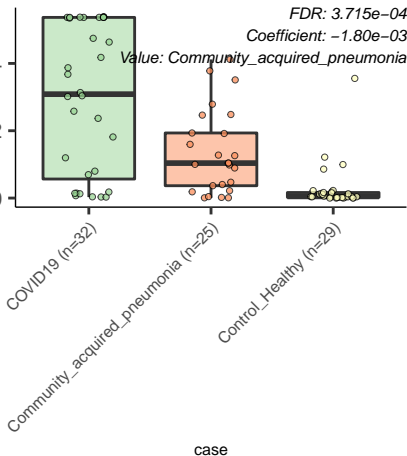 FDR: 3.715e−04
Coefficient: −1.80e−03
Value: Community_acquired_pneumonia
COVID19 (n=32)
Community_acquired_pneumonia (n=25)
Control_Healthy (n=29)
case